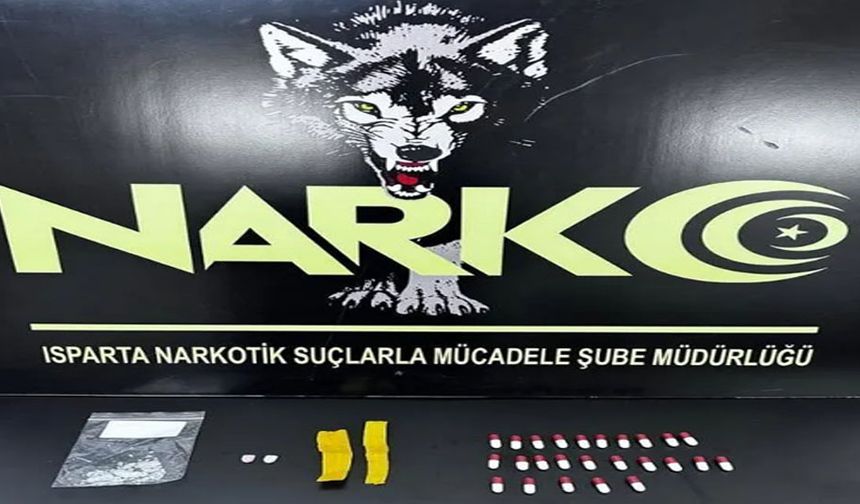 NARKO
ISPARTA NARKOTİK SUÇLARLA MÜCADELE ŞUBE MÜDÜRLÜĞÜ